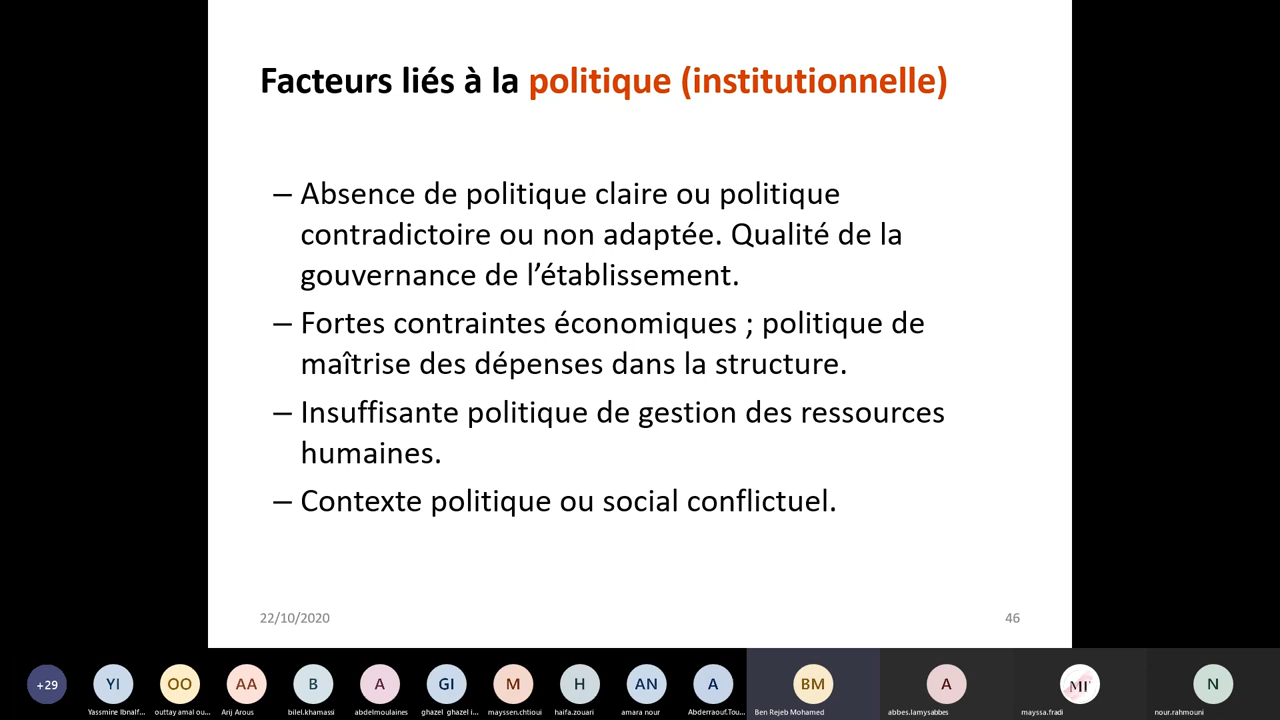 Facteurs liés à la politique (institutionnelle)
– Absence de politique claire ou politique
contradictoire ou non adaptée. Qualité de la
gouvernance de l’établissement.
– Fortes contraintes économiques ; politique de
maîtrise des dépenses dans la structure.
– Insuffisante politique de gestion des ressources
humaines.
– Contexte politique ou social conflictuel.
22/10/2020 46
+29 YI OO AA B A GI M H AN A BM A MF N
Yassmine Ibnalf... outtay amal ou... Arij Arous bilel.khamassi abdelmoulaines ghazel ghazel i... mayssen.chtioui haifa.zouari amara nour Abderraouf.Tou... Ben Rejeb Mohamed abbes.lamysabbes mayssa.fradi nour.rahmouni